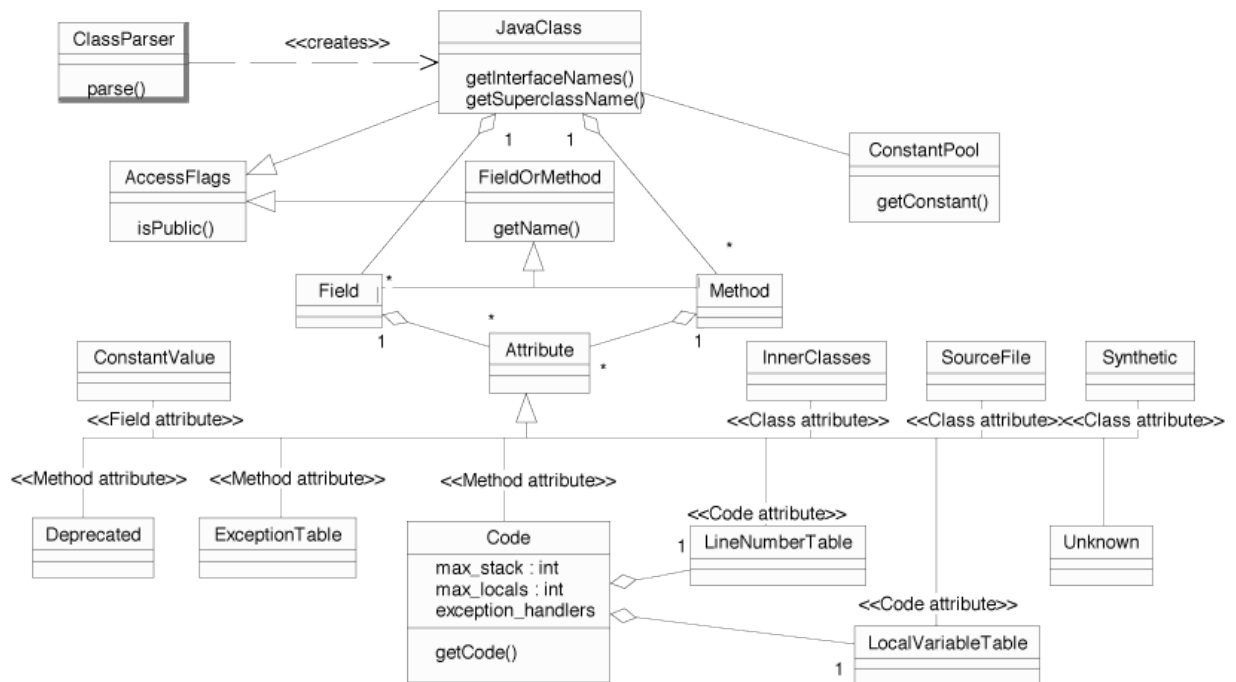 JavaClass
ClassParser
<<creates>>
getInterfaceNames()
getSuperclassName()
parse()
1
1
ConstantPool
AccessFlags
FieldOrMethod
getConstant()
isPublic()
getName()
*
*
Field
Method
*
1
1
Attribute
*
ConstantValue
InnerClasses
SourceFile
Synthetic
<<Field attribute>>
<<Class attribute>>
<<Class attribute>>
<<Class attribute>>
<<Method attribute>>
<<Method attribute>>
<<Method attribute>>
<<Code attribute>>
Deprecated
ExceptionTable
Code
1
LineNumberTable
Unknown
max_stack : int
max_locals : int
exception_handlers
<<Code attribute>>
getCode()
LocalVariableTable
1